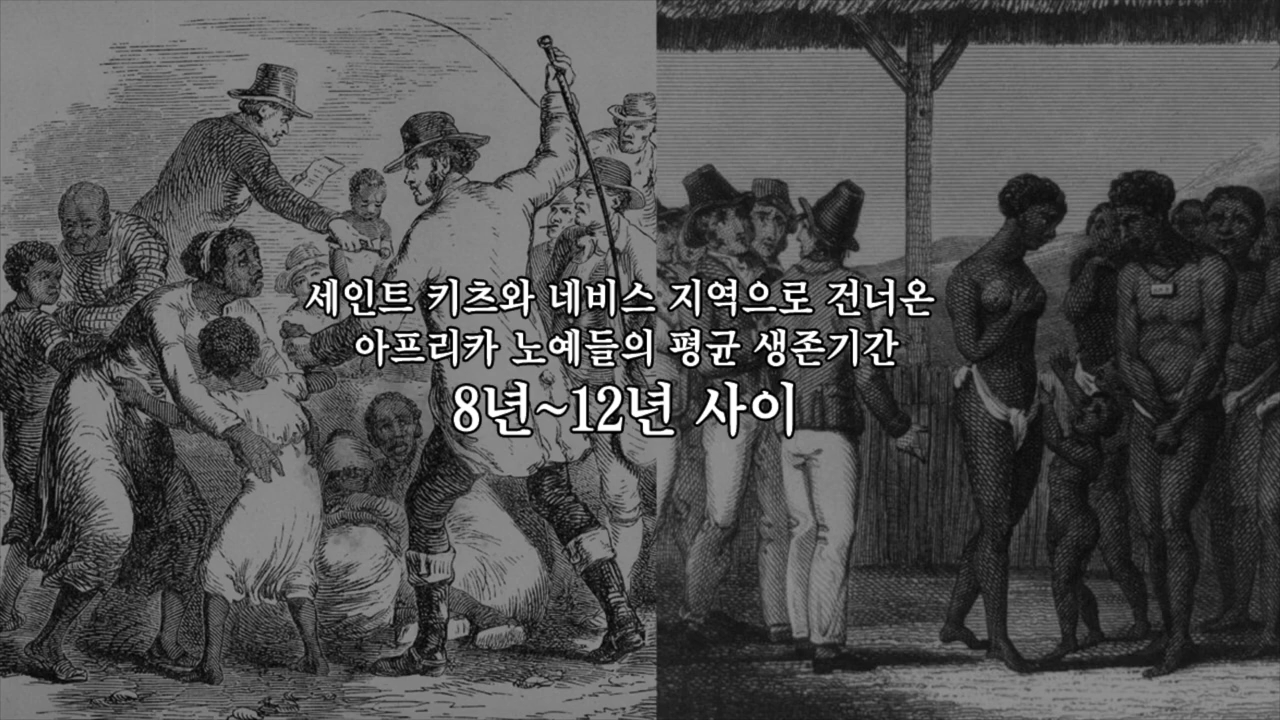 세인트 키츠와 네비스 지역으로 건너온
아프리카 노예들의 평균 생존기간
8년~12년 사이